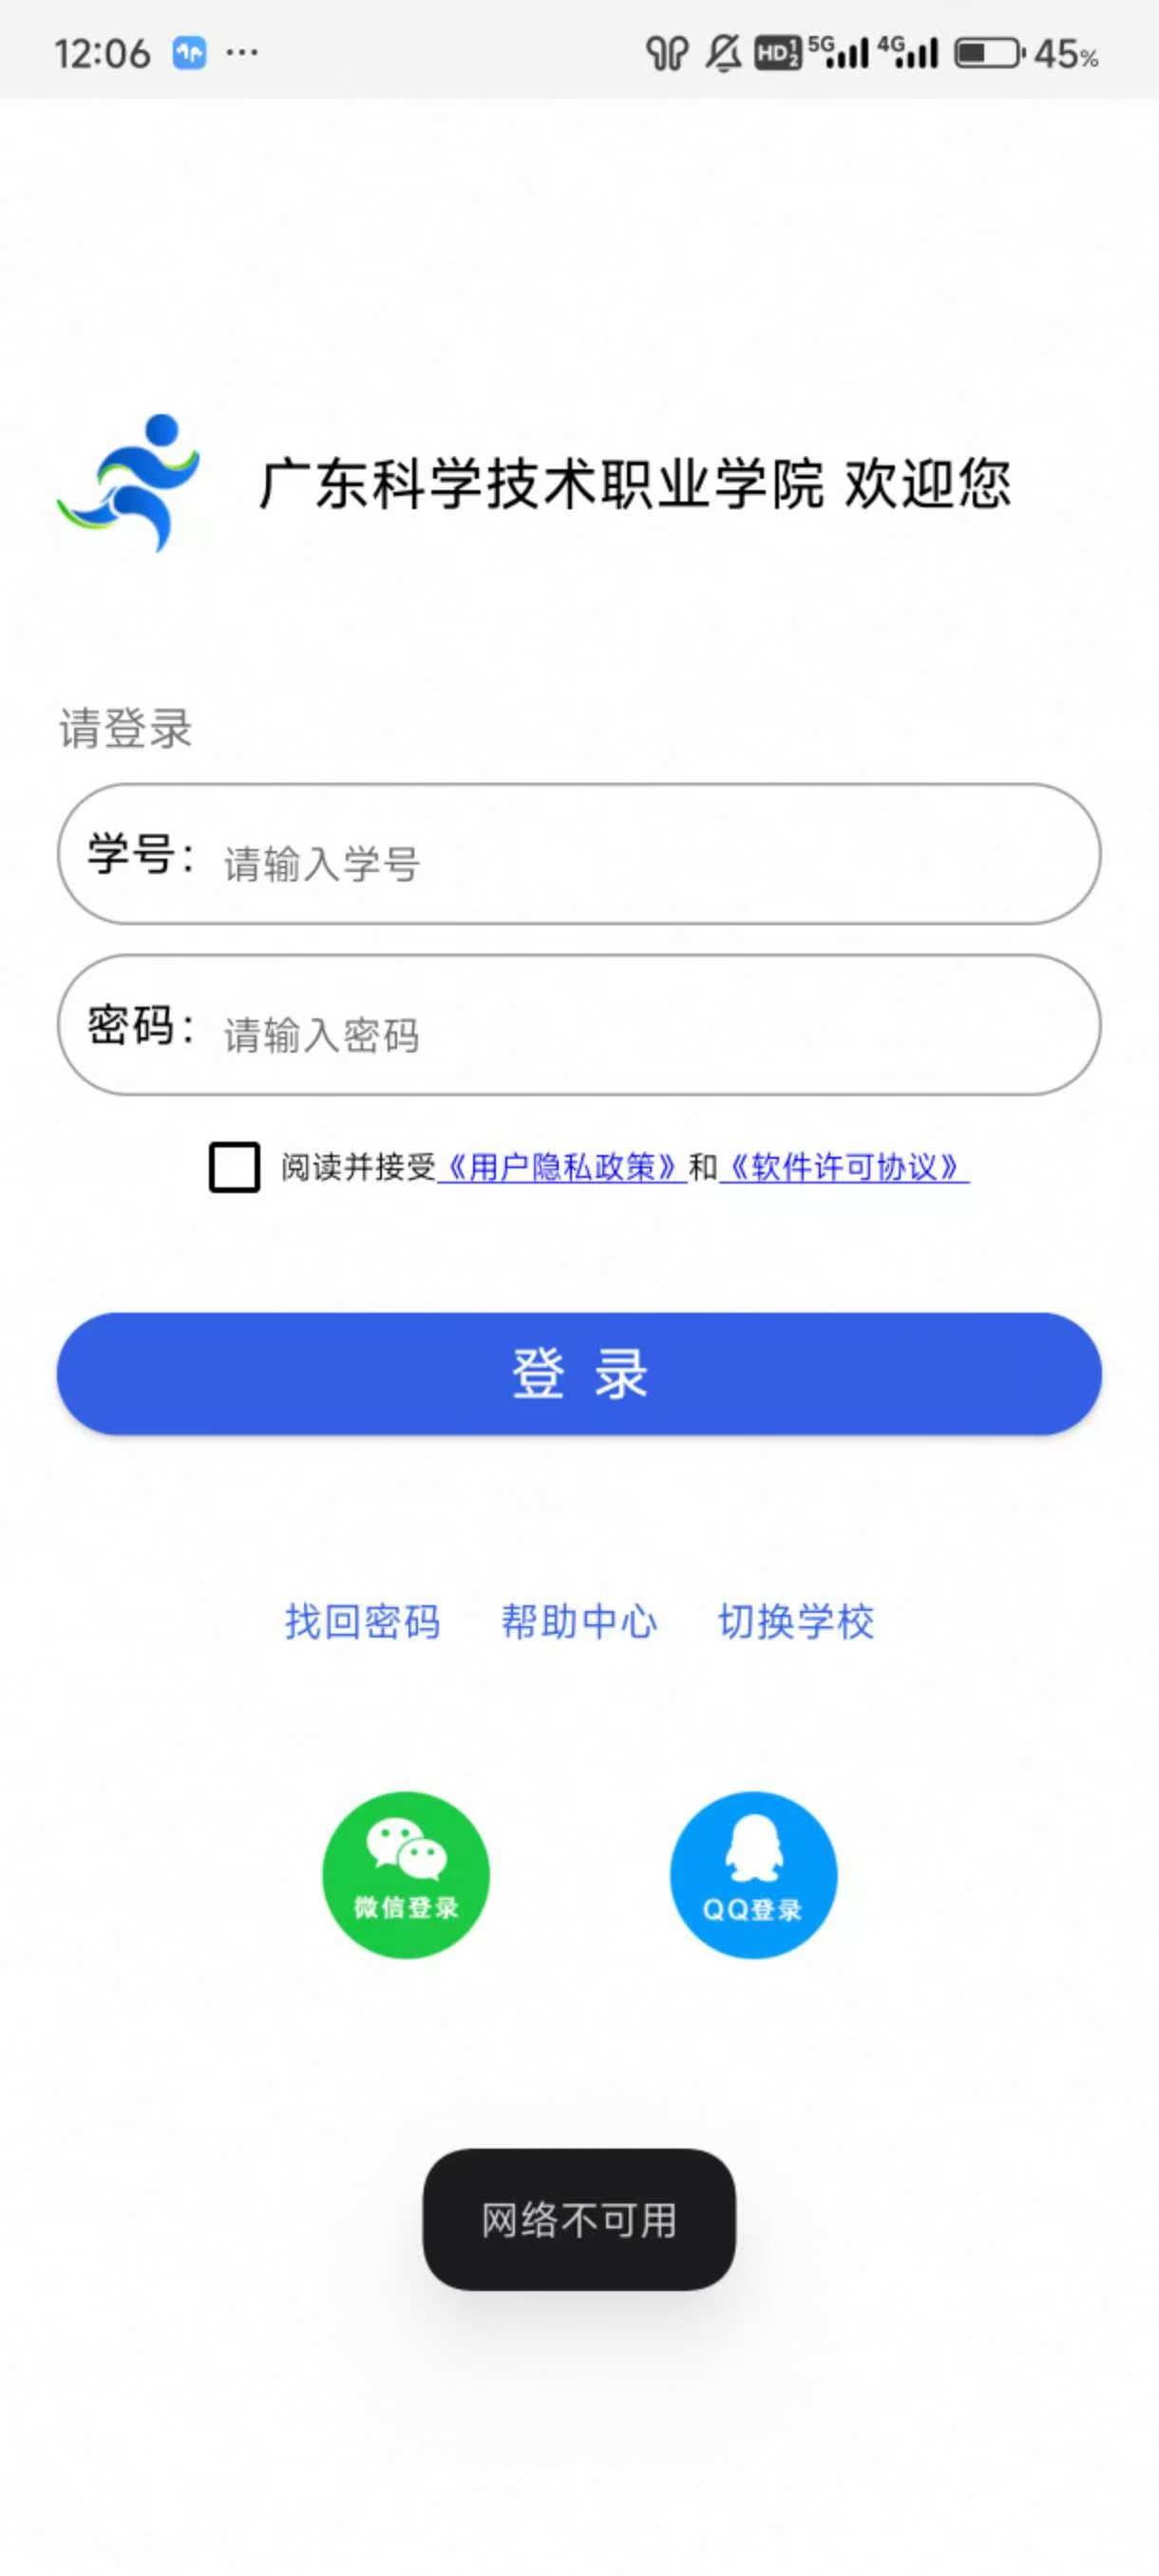 12:06 ··· HD 1 2 5G 4G 45%
广东科学技术职业学院 欢迎您
请登录
学号： 请输入学号
密码： 请输入密码
阅读并接受《用户隐私政策》和《软件许可协议》
登 录
找回密码 帮助中心 切换学校
微信登录 QQ登录
网络不可用